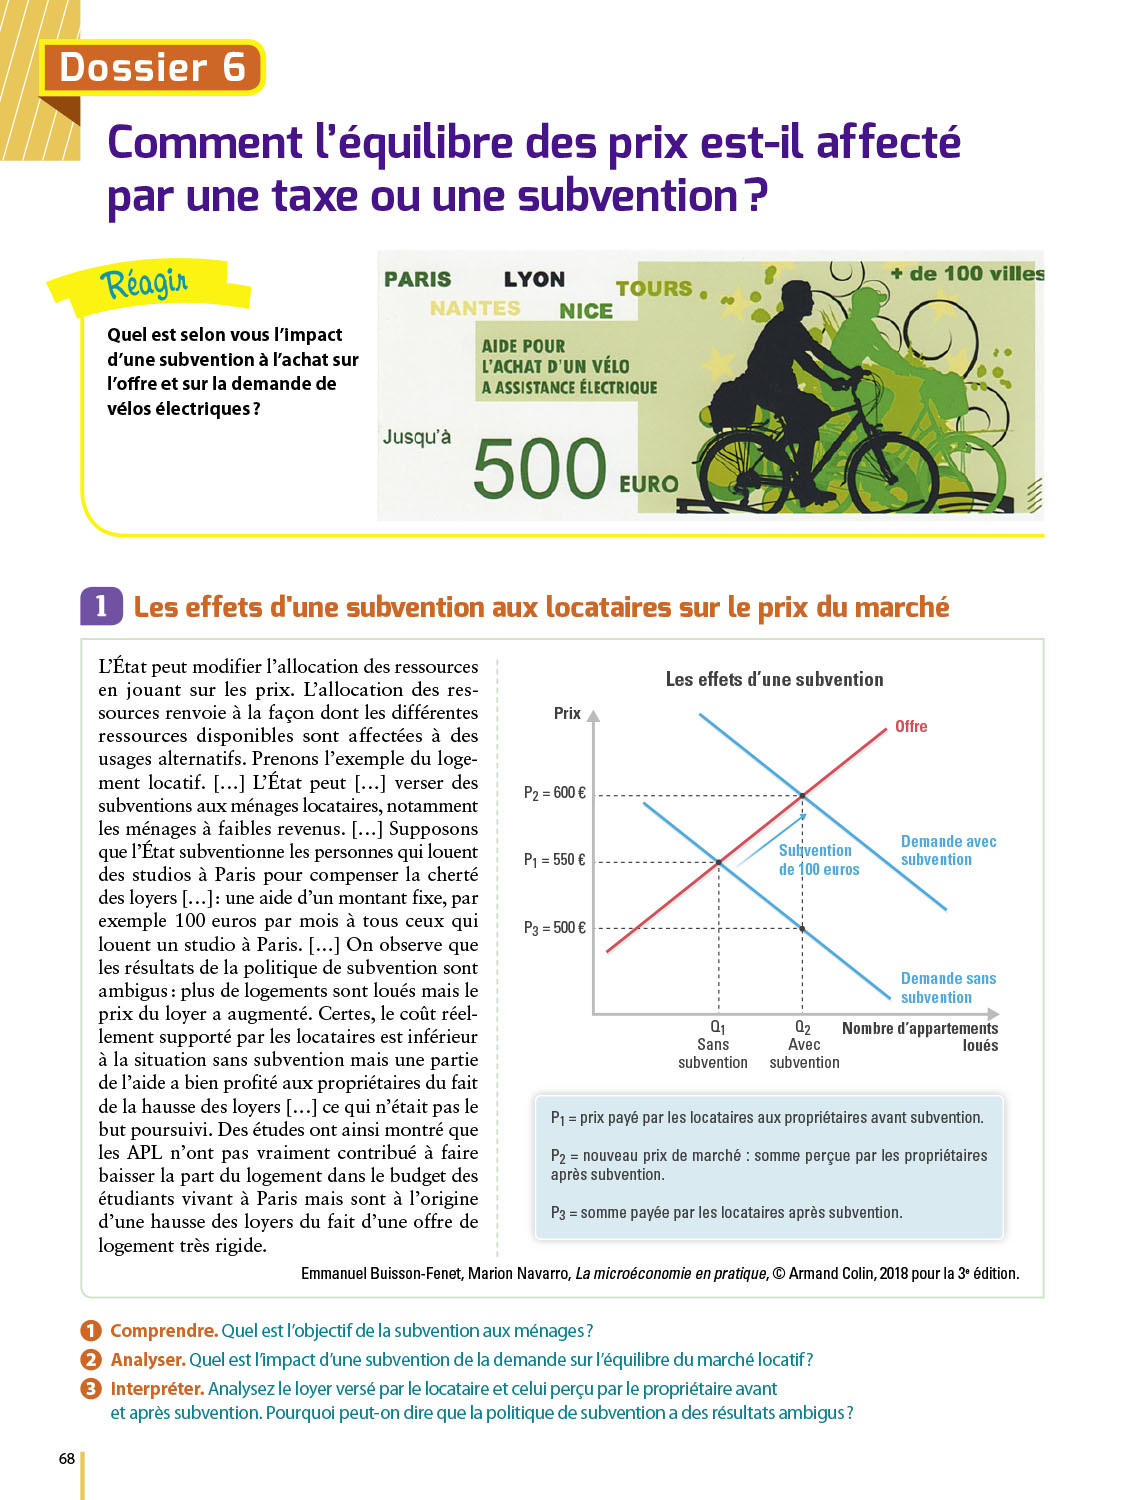 Dossier 6
Comment l’équilibre des prix est-il affecté
par une taxe ou une subvention ?
Réagir
Quel est selon vous l’impact
d’une subvention à l’achat sur
l’offre et sur la demande de
vélos électriques ?
PARIS LYON TOURS + de 100 villes
NANTES NICE
AIDE POUR
L’ACHAT D’UN VÉLO
A ASSISTANCE ÉLECTRIQUE
Jusqu’à
500 EURO
1 Les effets d’une subvention aux locataires sur le prix du marché
L’État peut modifier l’allocation des ressources
en jouant sur les prix. L’allocation des res-
sources renvoie à la façon dont les différentes
ressources disponibles sont affectées à des
usages alternatifs. Prenons l’exemple du loge-
ment locatif. […] L’État peut […] verser des
subventions aux ménages locataires, notamment
les ménages à faibles revenus. […] Supposons
que l’État subventionne les personnes qui louent
des studios à Paris pour compenser la cherté
des loyers […] : une aide d’un montant fixe, par
exemple 100 euros par mois à tous ceux qui
louent un studio à Paris. […] On observe que
les résultats de la politique de subvention sont
ambigus : plus de logements sont loués mais le
prix du loyer a augmenté. Certes, le coût réel-
lement supporté par les locataires est inférieur
à la situation sans subvention mais une partie
de l’aide a bien profité aux propriétaires du fait
de la hausse des loyers […] ce qui n’était pas le
but poursuivi. Des études ont ainsi montré que
les APL n’ont pas vraiment contribué à faire
baisser la part du logement dans le budget des
étudiants vivant à Paris mais sont à l’origine
d’une hausse des loyers du fait d’une offre de
logement très rigide.
Les effets d’une subvention
Prix
Offre
P2 = 600 €
Demande avec
subvention
Subvention
de 100 euros
P1 = 550 €
P3 = 500 €
Demande sans
subvention
Q1
Sans
subvention
Q2
Avec
subvention
Nombre d’appartements
loués
P1 = prix payé par les locataires aux propriétaires avant subvention.
P2 = nouveau prix de marché : somme perçue par les propriétaires
après subvention.
P3 = somme payée par les locataires après subvention.
Emmanuel Buisson-Fenet, Marion Navarro, La microéconomie en pratique, © Armand Colin, 2018 pour la 3e édition.
1 Comprendre. Quel est l’objectif de la subvention aux ménages ?
2 Analyser. Quel est l’impact d’une subvention de la demande sur l’équilibre du marché locatif ?
3 Interpréter. Analysez le loyer versé par le locataire et celui perçu par le propriétaire avant
et après subvention. Pourquoi peut-on dire que la politique de subvention a des résultats ambigus ?
68